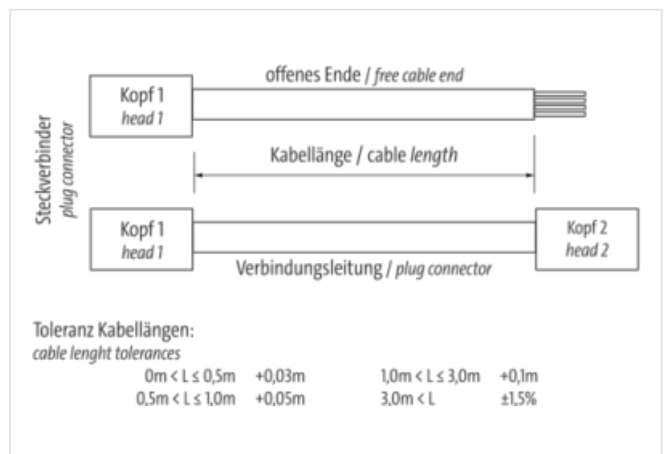 offenes Ende / free cable end
Kopf 1
head 1
Steckverbinder
plug connector
Kabellänge / cable length
Kopf 1
head 1
Kopf 2
head 2
Verbindungsleitung / plug connector
Toleranz Kabellängen:
cable lenght tolerances
0m < L ≤ 0,5m +0,03m 1,0m < L ≤ 3,0m +0,1m
0,5m < L ≤ 1,0m +0,05m 3,0m < L ±1,5%